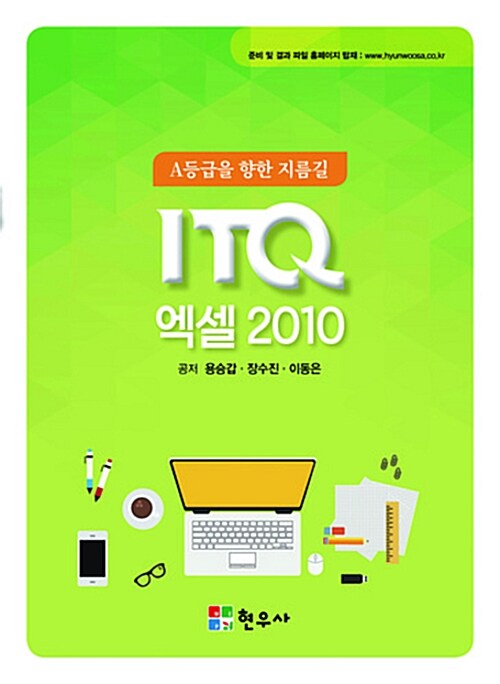 준비 및 결과 파일 홈페이지 탑재 : www.hyunwoosa.co.kr
A등급을 향한 지름길
ITQ
엑셀 2010
공저 용승갑 · 장수진 · 이동은
현우사